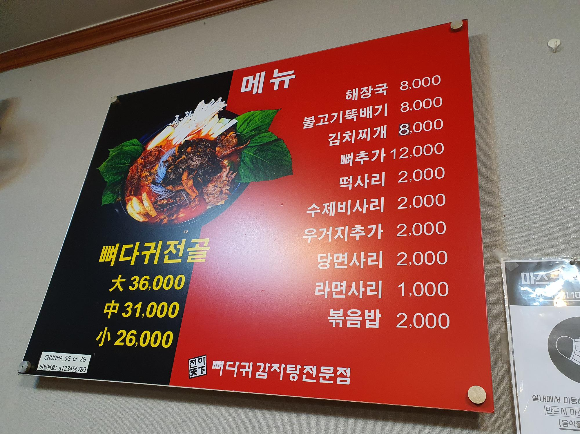 메뉴
해장국 8,000
불고기뚝배기 8,000
김치찌개 8,000
뼈추가 12,000
떡사리 2,000
수제비사리 2,000
우거지추가 2,000
당면사리 2,000
라면사리 1,000
볶음밥 2,000
뼈다귀전골
大 36,000
中 31,000
小 26,000
뼈다귀감자탕전문점